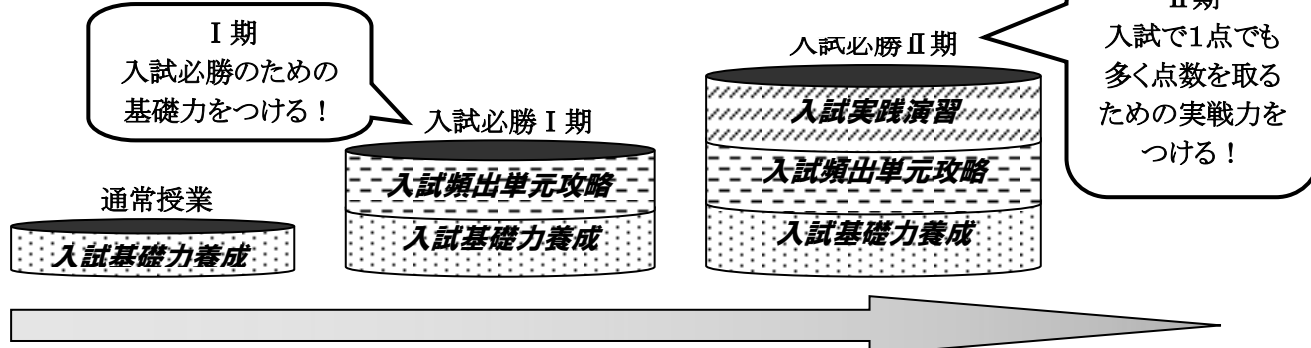 Ⅰ期
入試必勝のための
基礎力をつける！
Ⅱ期
入試で1点でも
多く点数を取る
ための実戦力を
つける！
通常授業
入試基礎力養成
入試必勝Ⅰ期
入試頻出単元攻略
入試基礎力養成
入試必勝Ⅱ期
入試実践演習
入試頻出単元攻略
入試基礎力養成